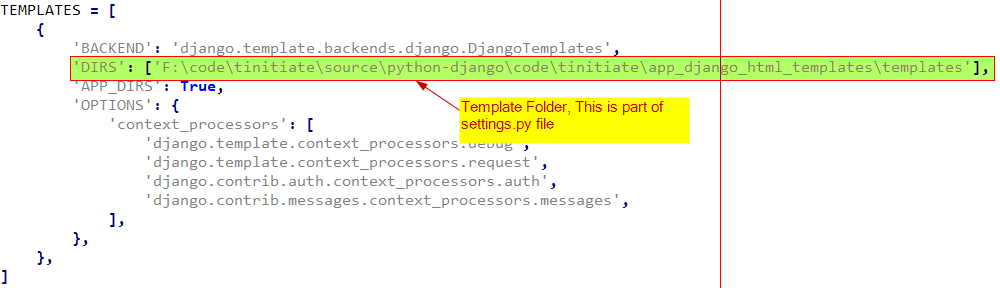 TEMPLATES = [
{
'BACKEND': 'django.template.backends.django.DjangoTemplates',
'DIRS': ['F:\code\tinitiate\source\python-django\code\tinitiate\app_django_html_templates\templates'],
'APP_DIRS': True,
'OPTIONS': {
Template Folder, This is part of
settings.py file
'context_processors': [
'django.template.context_processors.debug',
'django.template.context_processors.request',
'django.contrib.auth.context_processors.auth',
'django.contrib.messages.context_processors.messages',
],
},
},
]